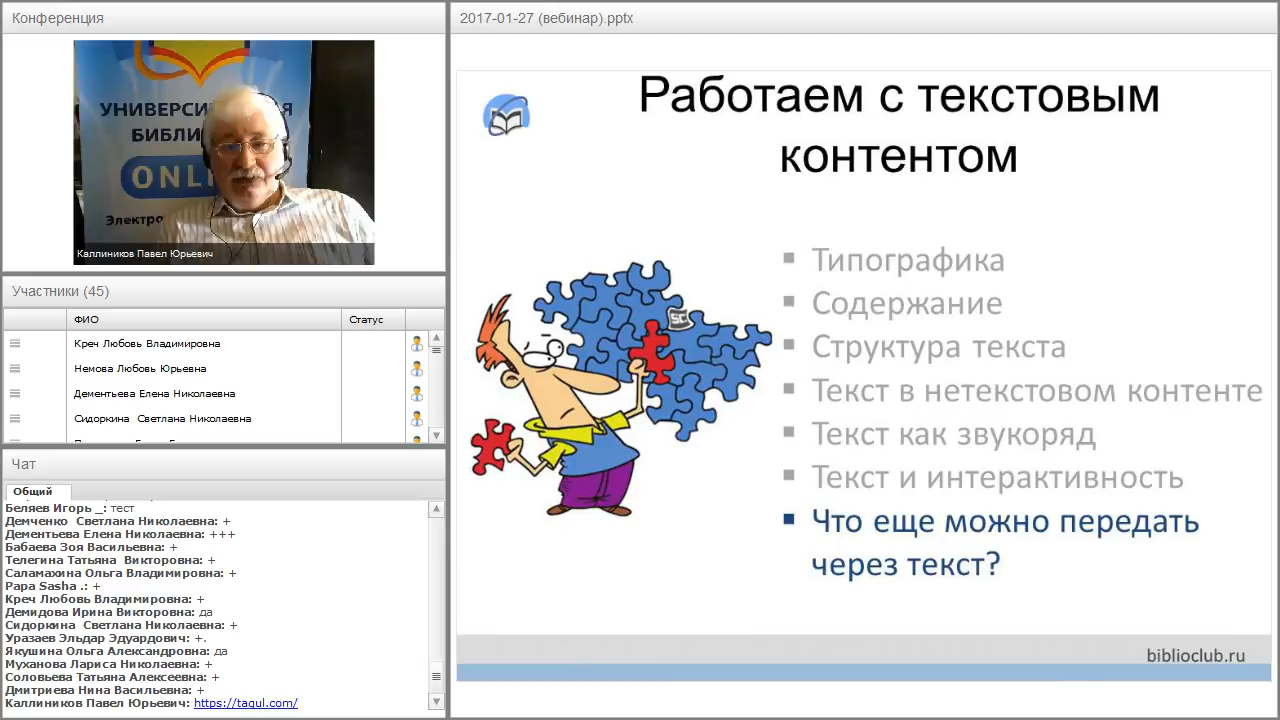 Конференция
УНИВЕРСИ
БИБЛИ
ONL
Электро
Каллиников Павел Юрьевич
Участники (45)
ФИО
Статус
Креч Любовь Владимировна
Немова Любовь Юрьевна
Дементьева Елена Николаевна
Сидоркина Светлана Николаевна
Чат
Общий
Беляев Игорь _: тест
Демченко Светлана Николаевна: +
Дементьева Елена Николаевна: +++
Бабаева Зоя Васильевна: +
Телегина Татьяна Викторовна: +
Саламахина Ольга Владимировна: +
Papa Sasha .: +
Креч Любовь Владимировна: +
Демидова Ирина Викторовна: да
Сидоркина Светлана Николаевна: +
Уразаев Эльдар Эдуардович: +.
Якушина Ольга Александровна: да
Муханова Лариса Николаевна: +
Соловьева Татьяна Алексеевна: +
Дмитриева Нина Васильевна: +
Каллиников Павел Юрьевич: https://tagul.com/
2017-01-27 (вебинар).pptx
Работаем с текстовым
контентом
▪ Типографика
▪ Содержание
▪ Структура текста
▪ Текст в нетекстовом контенте
▪ Текст как звукоряд
▪ Текст и интерактивность
▪ Что еще можно передать
через текст?
SC
biblioclub.ru